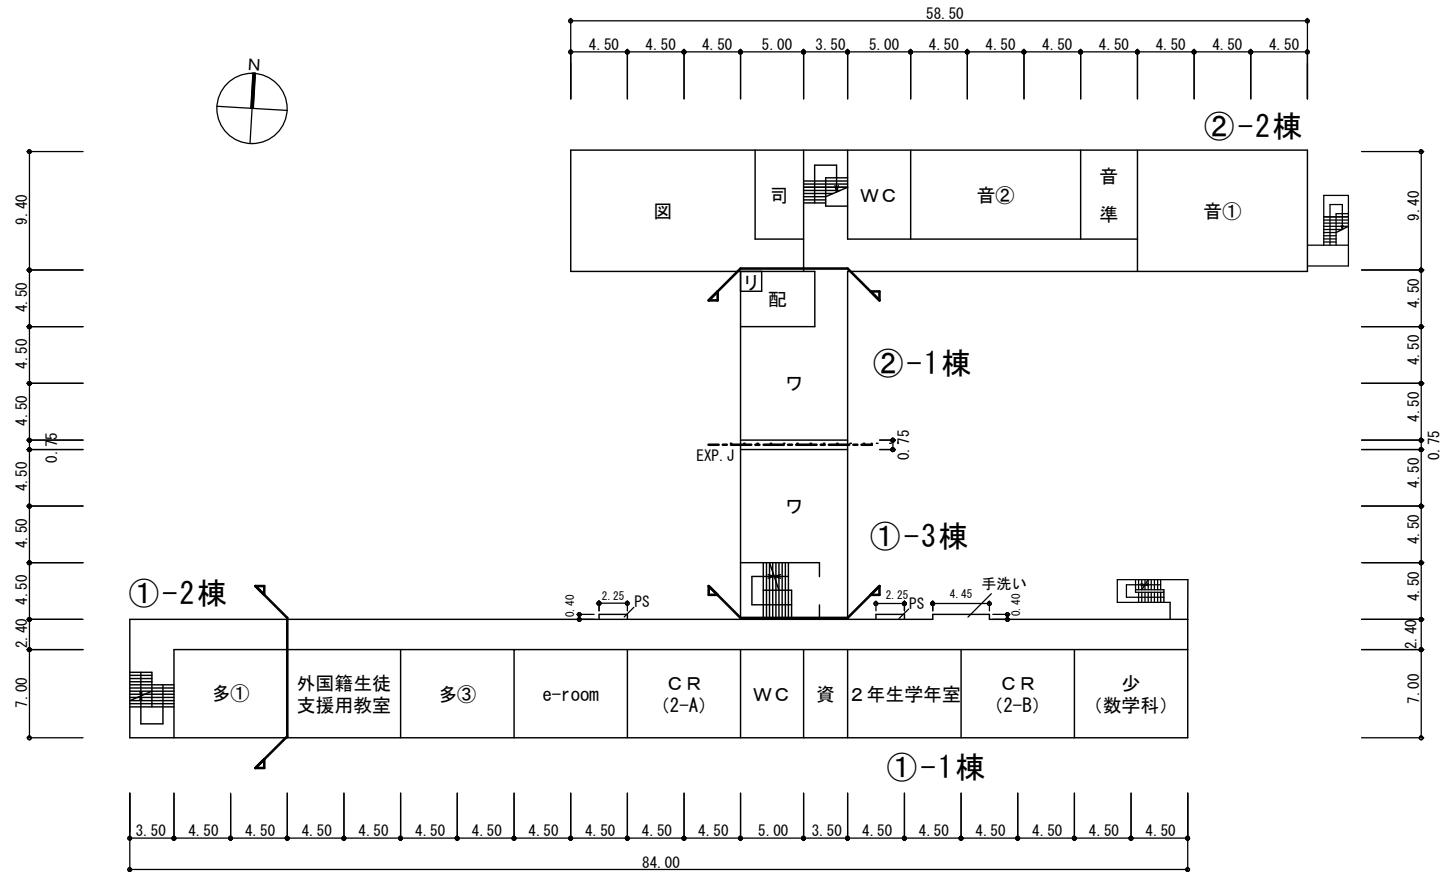 58.50
4.50 4.50 4.50 5.00 3.50 5.00 4.50 4.50 4.50 4.50 4.50 4.50
N
②-2棟
9.40
図
司
WC
音②
音
準
音①
9.40
リ
配
4.50
4.50
②-1棟
4.50
4.50
ワ
4.50
4.50
0.75
EXP.J
0.75
0.75
4.50
ワ
4.50
4.50
①-3棟
4.50
①-2棟
4.50
0.40
2.25
PS
2.25
PS
4.45
手洗い
0.40
4.50
2.40
2.40
7.00
多①
外国籍生徒
支援用教室
多③
e-room
CR
(2-A)
WC
資
2年生学年室
CR
(2-B)
少
(数学科)
7.00
①-1棟
3.50 4.50 4.50 4.50 4.50 4.50 4.50 4.50 4.50 4.50 5.00 3.50 4.50 4.50 4.50 4.50 4.50 4.50
84.00